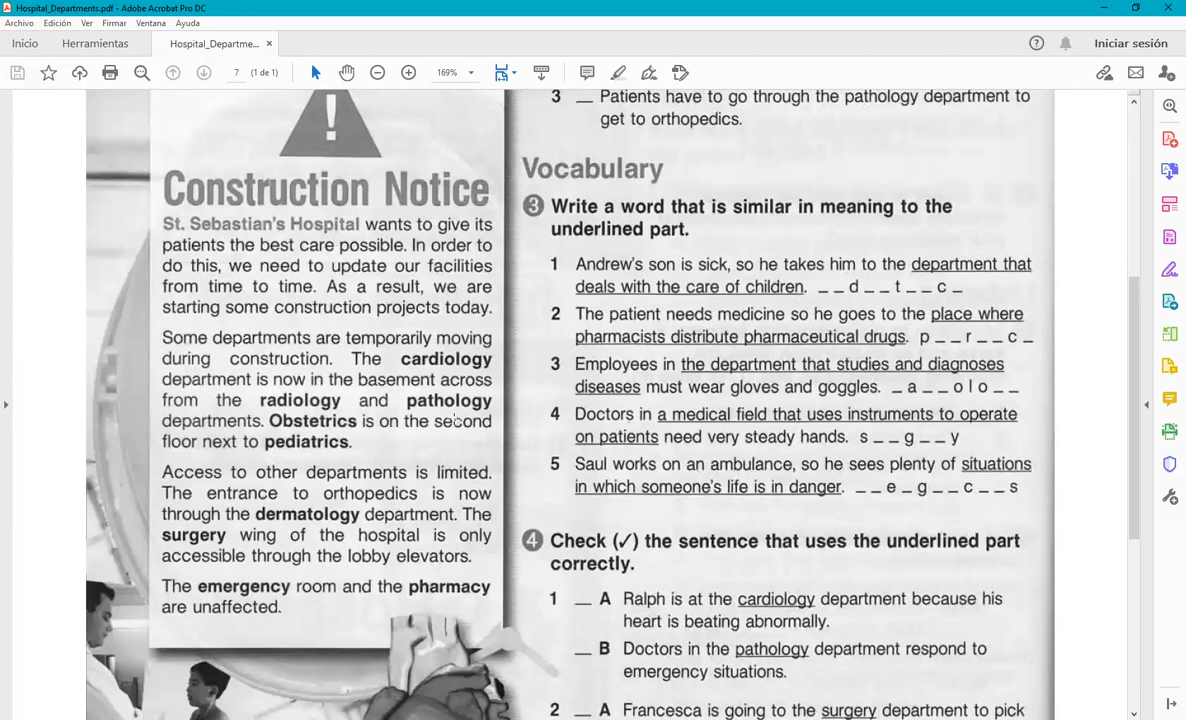 Hospital_Departments.pdf - Adobe Acrobat Pro DC
Archivo Edición Ver Firmar Ventana Ayuda
Inicio Herramientas Hospital_Departme... × Iniciar sesión
7 (1 de 1) 169%
!
Construction Notice
St. Sebastian's Hospital wants to give its
patients the best care possible. In order to
do this, we need to update our facilities
from time to time. As a result, we are
starting some construction projects today.
Some departments are temporarily moving
during construction. The cardiology
department is now in the basement across
from the radiology and pathology
departments. Obstetrics is on the second
floor next to pediatrics.
Access to other departments is limited.
The entrance to orthopedics is now
through the dermatology department. The
surgery wing of the hospital is only
accessible through the lobby elevators.
The emergency room and the pharmacy
are unaffected.
3 _ Patients have to go through the pathology department to
get to orthopedics.
Vocabulary
3 Write a word that is similar in meaning to the
underlined part.
1 Andrew's son is sick, so he takes him to the department that
deals with the care of children. _ _ d _ _ t _ _ c _
2 The patient needs medicine so he goes to the place where
pharmacists distribute pharmaceutical drugs. p _ _ r _ _ c _
3 Employees in the department that studies and diagnoses
diseases must wear gloves and goggles. _ a _ _ o l o _ _
4 Doctors in a medical field that uses instruments to operate
on patients need very steady hands. s _ _ g _ _ y
5 Saul works on an ambulance, so he sees plenty of situations
in which someone's life is in danger. _ _ e _ g _ _ c _ _ s
4 Check (✓) the sentence that uses the underlined part
correctly.
1 _ A Ralph is at the cardiology department because his
heart is beating abnormally.
_ B Doctors in the pathology department respond to
emergency situations.
2 _ A Francesca is going to the surgery department to pick